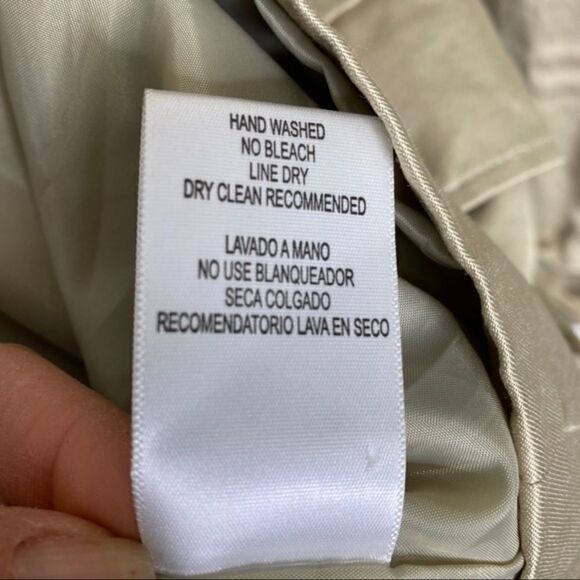 HAND WASHED
NO BLEACH
LINE DRY
DRY CLEAN RECOMMENDED
LAVADO A MANO
NO USE BLANQUEADOR
SECA COLGADO
RECOMENDATORIO LAVA EN SECO